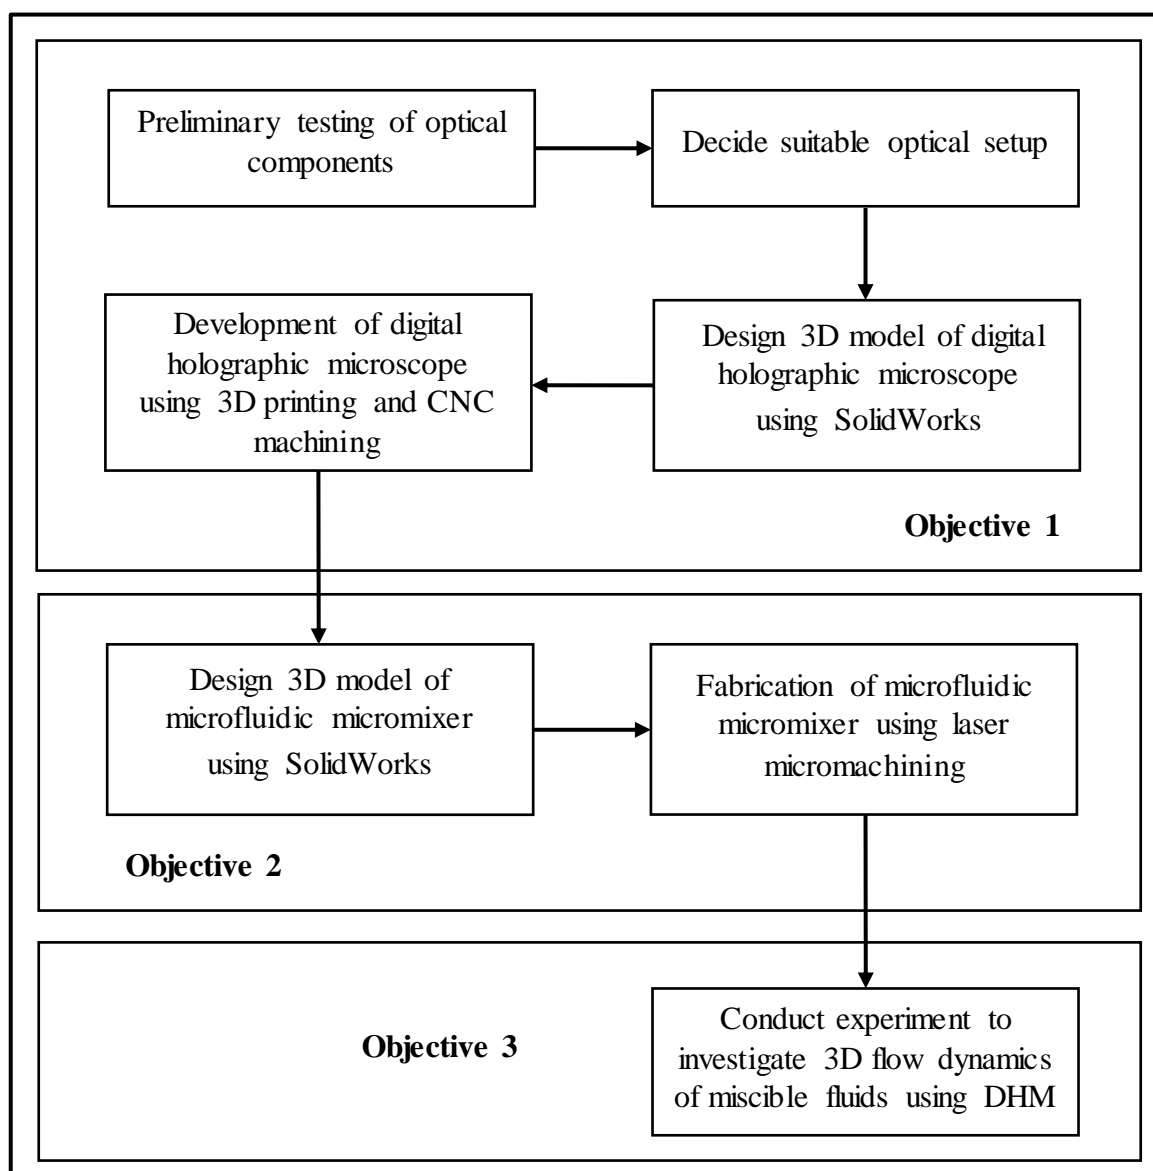 Preliminary testing of optical
components
Decide suitable optical setup
Development of digital
holographic microscope
using 3D printing and CNC
machining
Design 3D model of digital
holographic microscope
using SolidWorks
Objective 1
Design 3D model of
microfluidic micromixer
using SolidWorks
Fabrication of microfluidic
micromixer using laser
micromachining
Objective 2
Objective 3
Conduct experiment to
investigate 3D flow dynamics
of miscible fluids using DHM